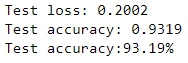 Test loss: 0.2002
Test accuracy: 0.9319
Test accuracy:93.19%